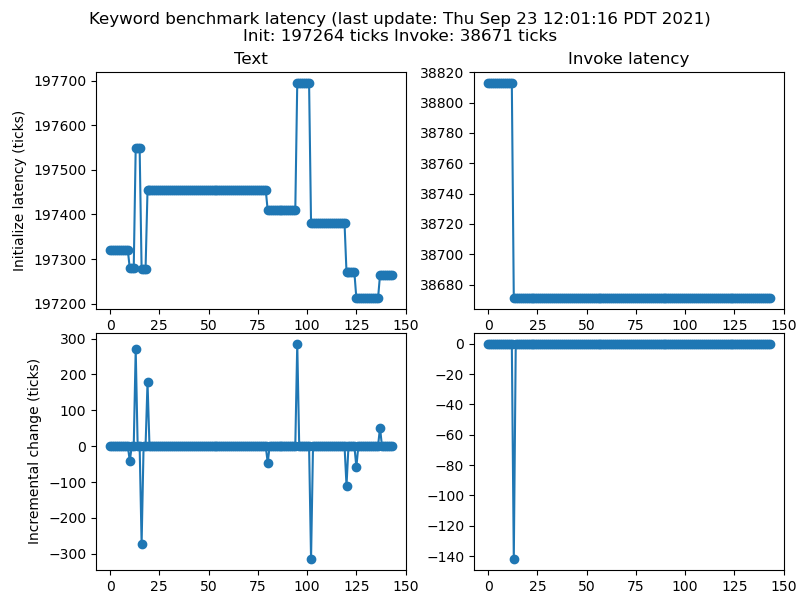 Keyword benchmark latency (last update: Thu Sep 23 12:01:16 PDT 2021)
Init: 197264 ticks Invoke: 38671 ticks
Text
Invoke latency
Initialize latency (ticks)
197700
197600
197500
197400
197300
197200
0 25 50 75 100 125 150
38820
38800
38780
38760
38740
38720
38700
38680
0 25 50 75 100 125 150
Incremental change (ticks)
300
200
100
0
−100
−200
−300
0 25 50 75 100 125 150
0
−20
−40
−60
−80
−100
−120
−140
0 25 50 75 100 125 150